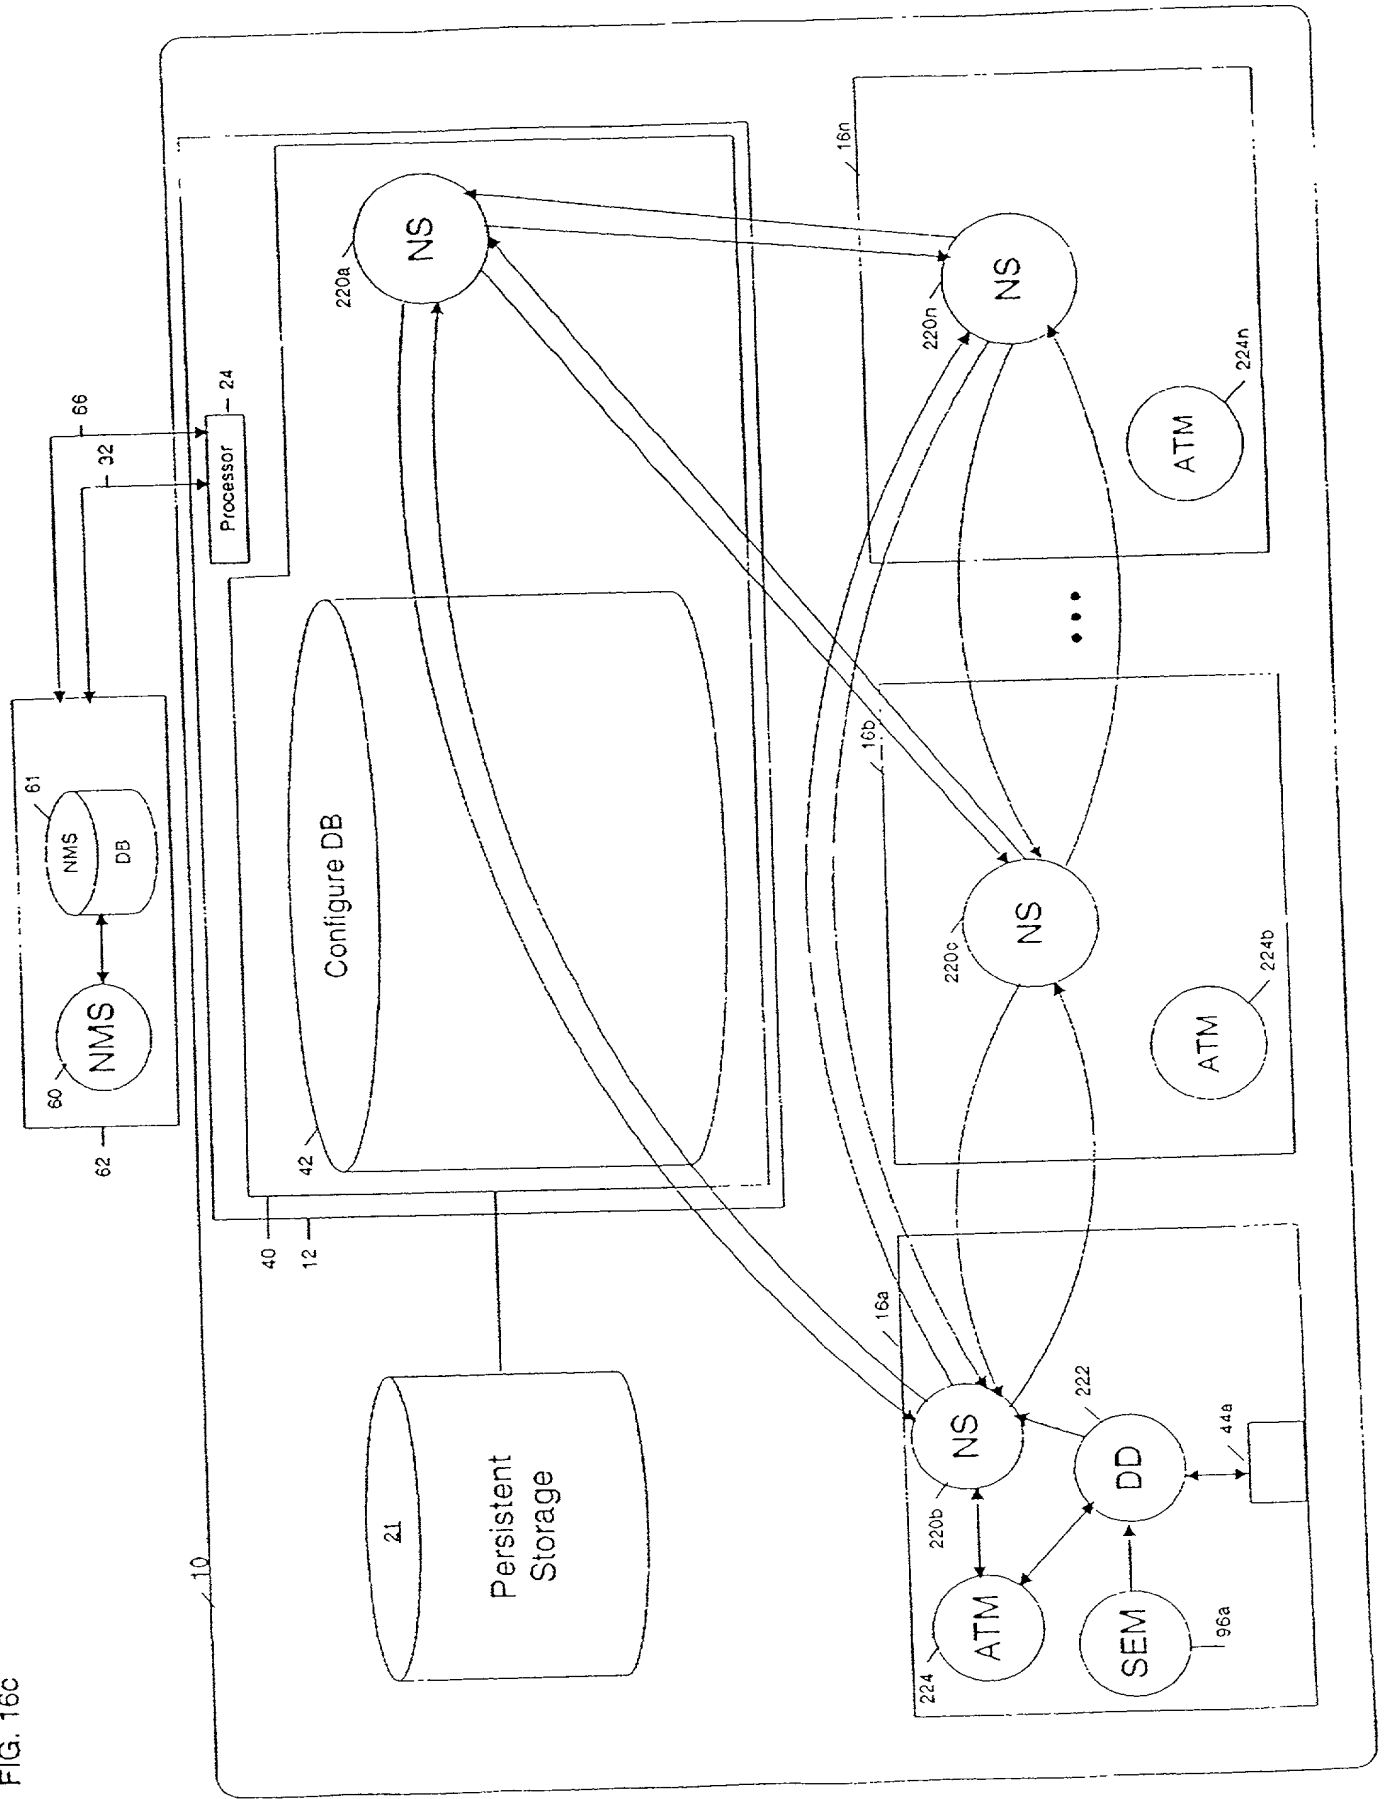 FIG. 16c
62
60
NMS
61
NMS
DB
66
32
10
Processor
24
40
12
42
Configure DB
220a
NS
21
Persistent
Storage
16a
220b
NS
224
ATM
222
DD
SEM
96a
44a
16b
220c
NS
ATM
224b
16n
220n
NS
ATM
224n